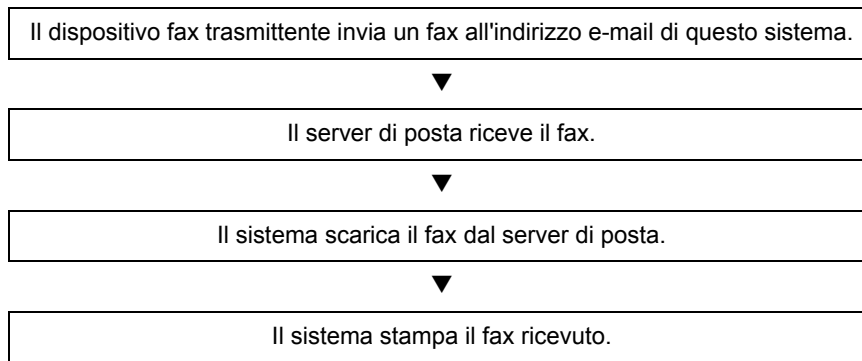 Il dispositivo fax trasmittente invia un fax all'indirizzo e-mail di questo sistema.
▼
Il server di posta riceve il fax.
▼
Il sistema scarica il fax dal server di posta.
▼
Il sistema stampa il fax ricevuto.